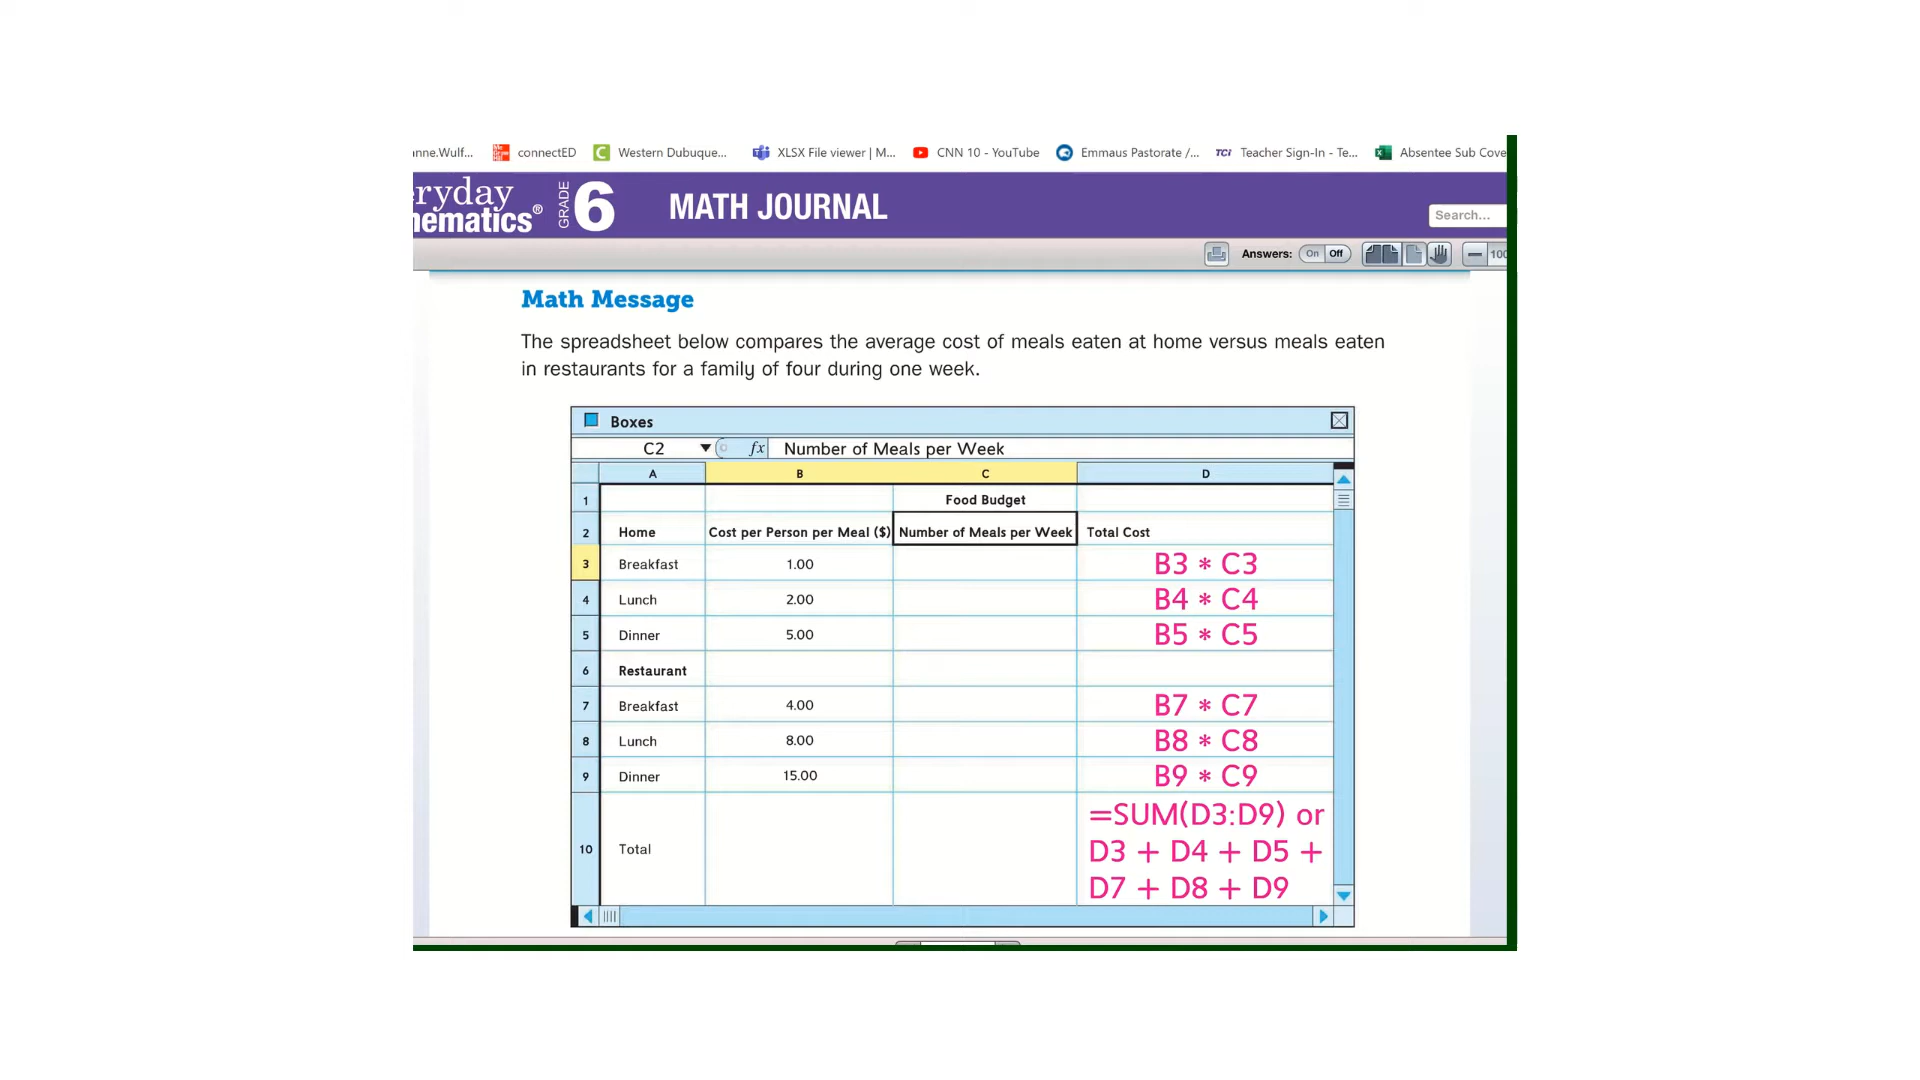 nne.Wulf... connectED Western Dubuque... XLSX File viewer | M... CNN 10 - YouTube Emmaus Pastorate /... TCi Teacher Sign-In - Te... Absentee Sub Cove
ryday
ematics® GRADE 6 MATH JOURNAL
Search...
Answers: On Off 100
Math Message
The spreadsheet below compares the average cost of meals eaten at home versus meals eaten
in restaurants for a family of four during one week.
Boxes
C2 fx Number of Meals per Week
A B C D
1 Food Budget
2 Home Cost per Person per Meal ($) Number of Meals per Week Total Cost
3 Breakfast 1.00 B3 * C3
4 Lunch 2.00 B4 * C4
5 Dinner 5.00 B5 * C5
6 Restaurant
7 Breakfast 4.00 B7 * C7
8 Lunch 8.00 B8 * C8
9 Dinner 15.00 B9 * C9
10 Total =SUM(D3:D9) or
D3 + D4 + D5 +
D7 + D8 + D9